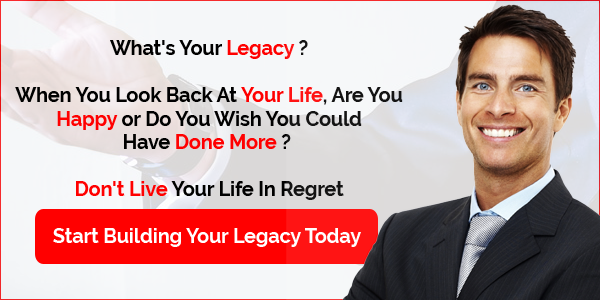 What's Your Legacy ?
When You Look Back At Your Life, Are You
Happy or Do You Wish You Could
Have Done More ?
Don't Live Your Life In Regret
Start Building Your Legacy Today